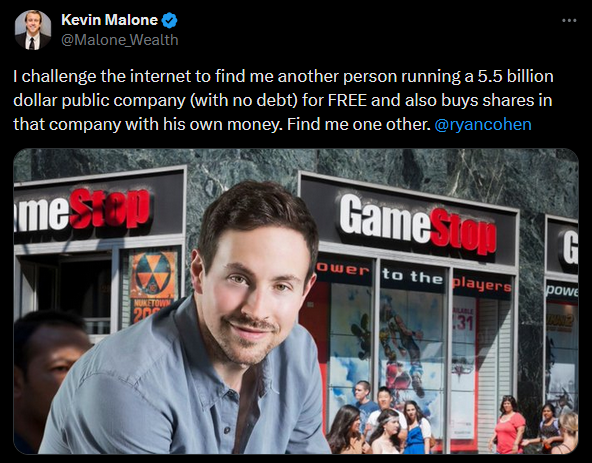 Kevin Malone
@Malone_Wealth
I challenge the internet to find me another person running a 5.5 billion
dollar public company (with no debt) for FREE and also buys shares in
that company with his own money. Find me one other. @ryancohen
meStop
GameStop
G
ower to the players
powe
NUKETOWN
.31